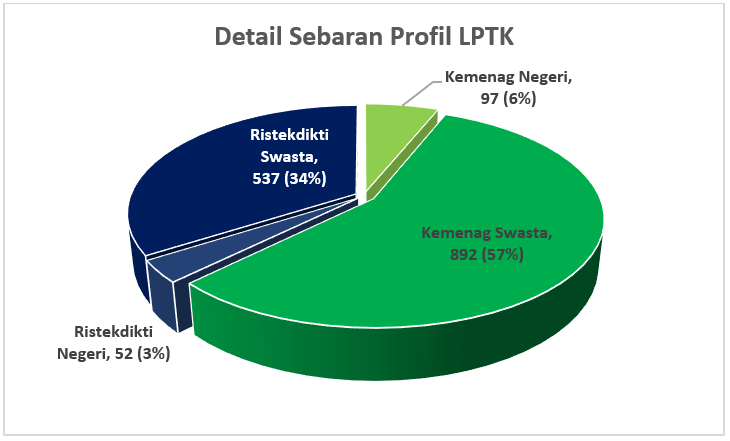 Detail Sebaran Profil LPTK
Kemenag Negeri,
97 (6%)
Ristekdikti
Swasta,
537 (34%)
Kemenag Swasta,
892 (57%)
Ristekdikti
Negeri, 52 (3%)